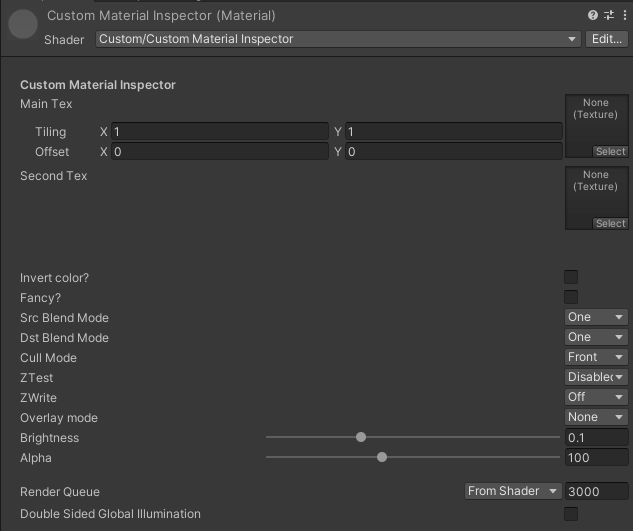 Custom Material Inspector (Material)
Shader Custom/Custom Material Inspector Edit...
Custom Material Inspector
Main Tex
None
(Texture)
Tiling X 1 Y 1
Offset X 0 Y 0
Select
Second Tex
None
(Texture)
Select
Invert color?
Fancy?
Src Blend Mode One
Dst Blend Mode One
Cull Mode Front
ZTest Disabled
ZWrite Off
Overlay mode None
Brightness 0.1
Alpha 100
Render Queue From Shader 3000
Double Sided Global Illumination